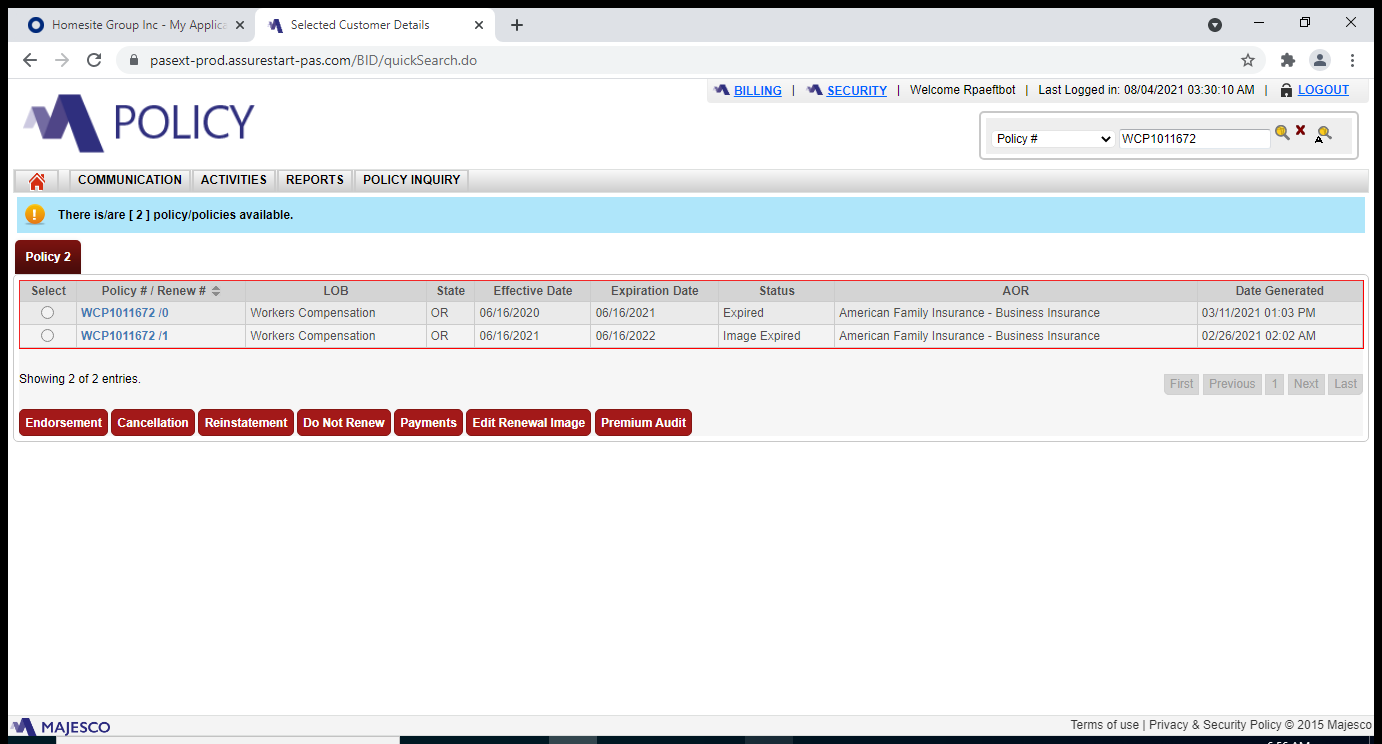 Homesite Group Inc - My Applica
Selected Customer Details
pasext-prod.assurestart-pas.com/BID/quickSearch.do
BILLING | SECURITY | Welcome Rpaeftbot | Last Logged in: 08/04/2021 03:30:10 AM | LOGOUT
POLICY
Policy # WCP1011672
COMMUNICATION ACTIVITIES REPORTS POLICY INQUIRY
There is/are [ 2 ] policy/policies available.
Policy 2
Select Policy # / Renew # LOB State Effective Date Expiration Date Status AOR Date Generated
WCP1011672 /0 Workers Compensation OR 06/16/2020 06/16/2021 Expired American Family Insurance - Business Insurance 03/11/2021 01:03 PM
WCP1011672 /1 Workers Compensation OR 06/16/2021 06/16/2022 Image Expired American Family Insurance - Business Insurance 02/26/2021 02:02 AM
Showing 2 of 2 entries.
First Previous 1 Next Last
Endorsement Cancellation Reinstatement Do Not Renew Payments Edit Renewal Image Premium Audit
MAJESCO
Terms of use | Privacy & Security Policy © 2015 Majesco